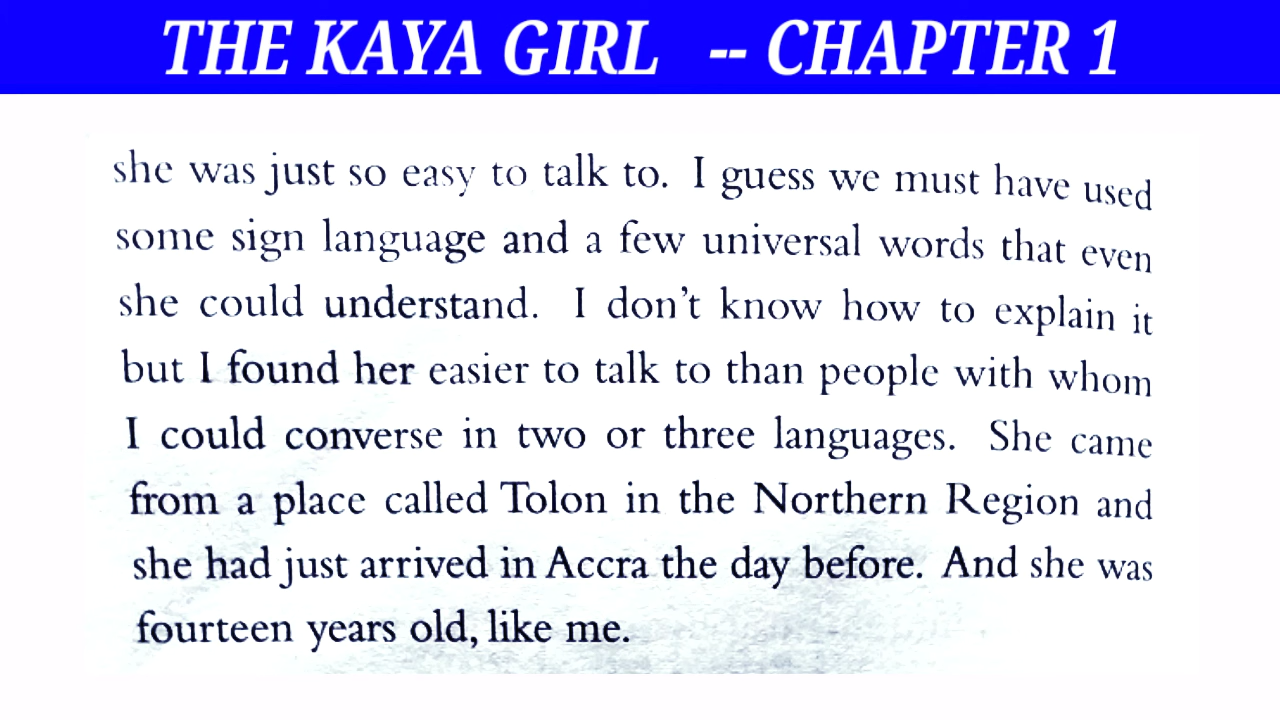 THE KAYA GIRL -- CHAPTER 1
she was just so easy to talk to. I guess we must have used
some sign language and a few universal words that even
she could understand. I don't know how to explain it
but I found her easier to talk to than people with whom
I could converse in two or three languages. She came
from a place called Tolon in the Northern Region and
she had just arrived in Accra the day before. And she was
fourteen years old, like me.